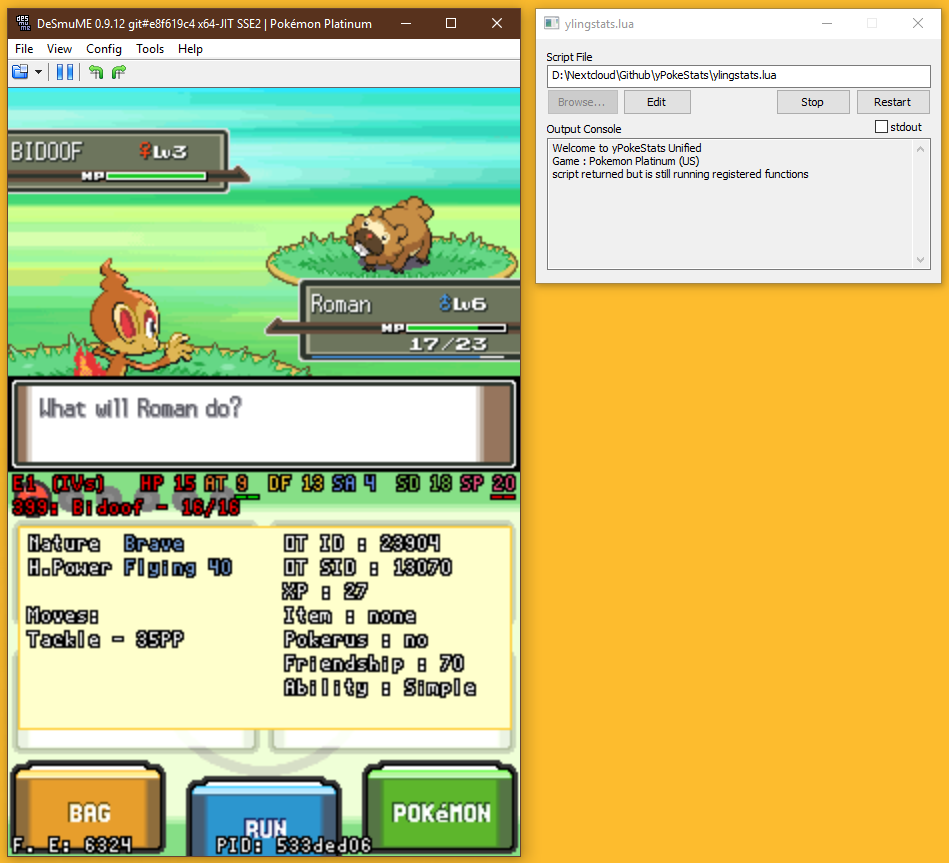 DeSmuME 0.9.12 git#e8f619c4 x64-JIT SSE2 | Pokémon Platinum
File View Config Tools Help
BIDOOF ♀Lv3
HP
Roman ♂Lv6
HP
17/23
What will Roman do?
E1 (IVs) HP 15 AT 9 DF 13 SA 4 SD 18 SP 20
399: Bidoof - 16/16
Nature Brave
H.Power Flying 40
Moves:
Tackle - 35PP
OT ID : 23904
OT SID : 13070
XP : 27
Item : none
Pokerus : no
Friendship : 70
Ability : Simple
BAG
RUN
POKéMON
F. E: 6324
PID: 533ded06
ylingstats.lua
Script File
D:\Nextcloud\Github\yPokeStats\ylingstats.lua
Browse... Edit Stop Restart
Output Console
stdout
Welcome to yPokeStats Unified
Game : Pokemon Platinum (US)
script returned but is still running registered functions